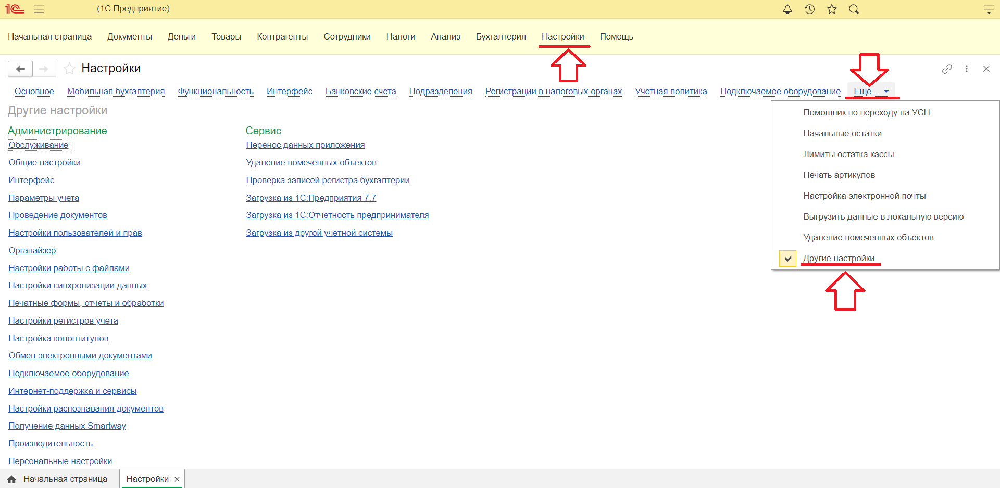 1С (1С:Предприятие)
Начальная страница Документы Деньги Товары Контрагенты Сотрудники Налоги Анализ Бухгалтерия Настройки Помощь
Настройки
Основное Мобильная бухгалтерия Функциональность Интерфейс Банковские счета Подразделения Регистрации в налоговых органах Учетная политика Подключаемое оборудование Еще...
Другие настройки
Администрирование
Обслуживание
Общие настройки
Интерфейс
Параметры учета
Проведение документов
Настройки пользователей и прав
Органайзер
Настройки работы с файлами
Настройки синхронизации данных
Печатные формы, отчеты и обработки
Настройки регистров учета
Настройка колонтитулов
Обмен электронными документами
Подключаемое оборудование
Интернет-поддержка и сервисы
Настройки распознавания документов
Получение данных Smartway
Производительность
Персональные настройки
Сервис
Перенос данных приложения
Удаление помеченных объектов
Проверка записей регистра бухгалтерии
Загрузка из 1С:Предприятия 7.7
Загрузка из 1С:Отчетность предпринимателя
Загрузка из другой учетной системы
Помощник по переходу на УСН
Начальные остатки
Лимиты остатка кассы
Печать артикулов
Настройка электронной почты
Выгрузить данные в локальную версию
Удаление помеченных объектов
Другие настройки
Начальная страница Настройки